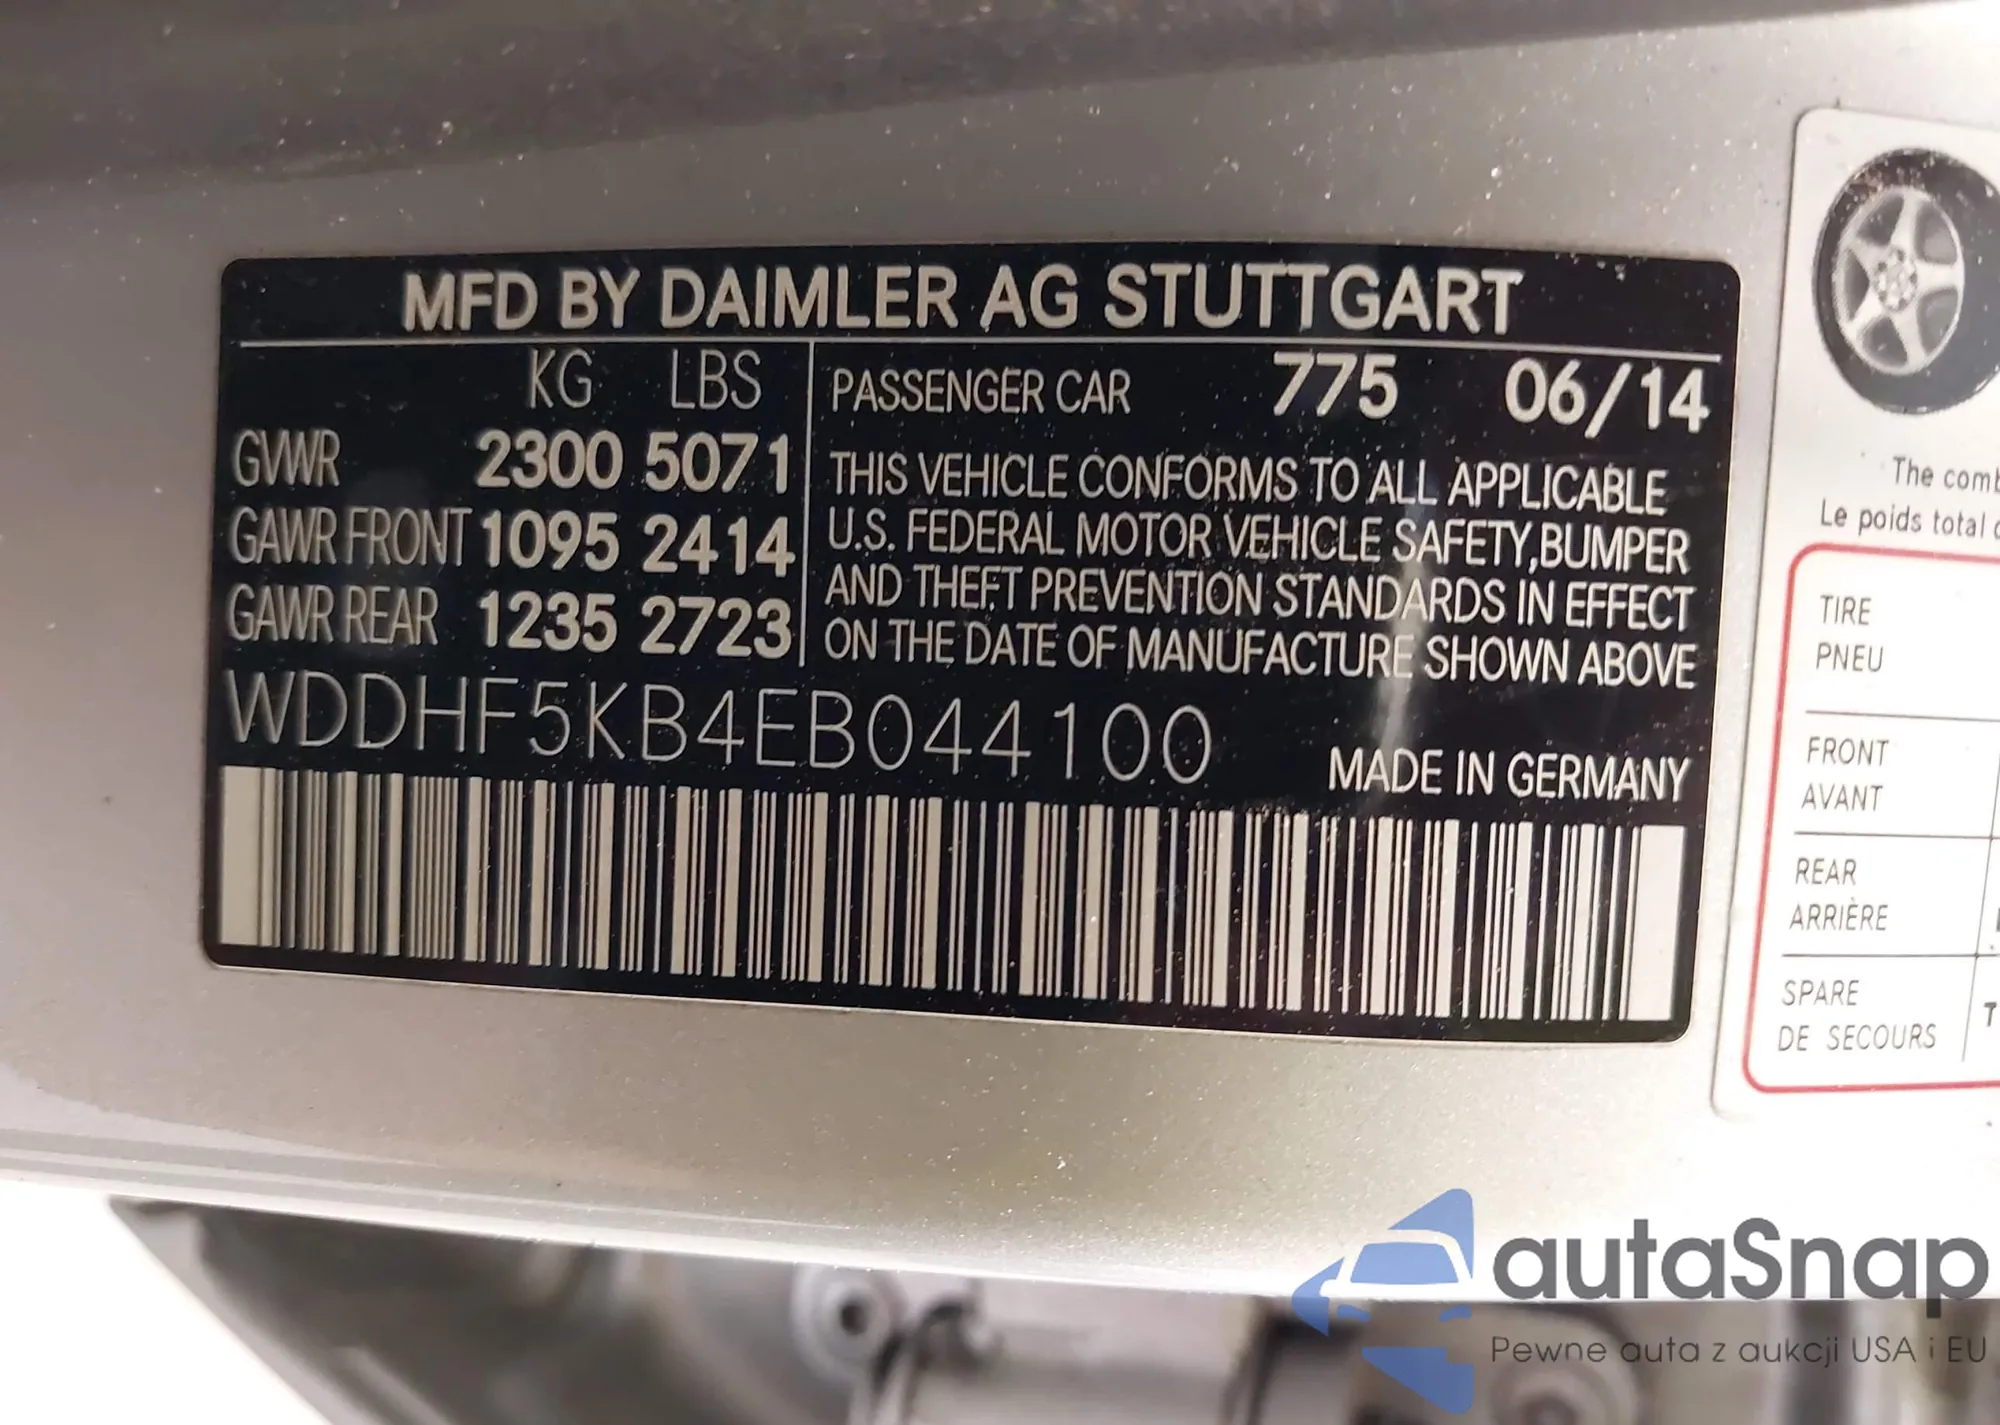 MFD BY DAIMLER AG STUTTGART
KG LBS
GVWR 2300 5071
GAWR FRONT 1095 2414
GAWR REAR 1235 2723
PASSENGER CAR 775 06/14
THIS VEHICLE CONFORMS TO ALL APPLICABLE
U.S. FEDERAL MOTOR VEHICLE SAFETY, BUMPER
AND THEFT PREVENTION STANDARDS IN EFFECT
ON THE DATE OF MANUFACTURE SHOWN ABOVE
WDDHF5KB4EB044100
MADE IN GERMANY
The comb
Le poids total
TIRE
PNEU
FRONT
AVANT
REAR
ARRIÈRE
SPARE
DE SECOURS
T
autaSnap
Pewne auta z aukcji USA i EU